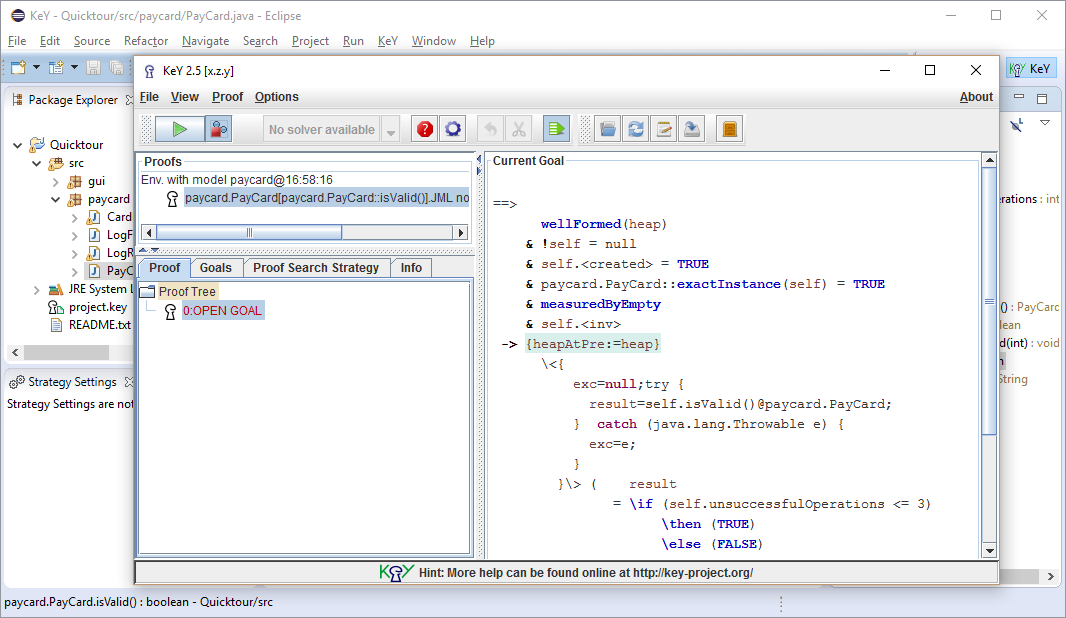 KeY - Quicktour/src/paycard/PayCard.java - Eclipse
File Edit Source Refactor Navigate Search Project Run KeY Window Help
KeY
Package Explorer
Quicktour
src
gui
paycard
Card
LogF
LogR
PayC
JRE System L
project.key
README.txt
Strategy Settings
Strategy Settings are not
KeY 2.5 [x.z.y]
File View Proof Options About
No solver available
Proofs
Env. with model paycard@16:58:16
paycard.PayCard[paycard.PayCard::isValid()].JML no
Proof Goals Proof Search Strategy Info
Proof Tree
0:OPEN GOAL
Current Goal
==>
wellFormed(heap)
& !self = null
& self.<created> = TRUE
& paycard.PayCard::exactInstance(self) = TRUE
& measuredByEmpty
& self.<inv>
-> {heapAtPre:=heap}
\<{
exc=null;try {
result=self.isValid()@paycard.PayCard;
} catch (java.lang.Throwable e) {
exc=e;
}
}\> ( result
= \if (self.unsuccessfulOperations <= 3)
\then (TRUE)
\else (FALSE)
KeY Hint: More help can be found online at http://key-project.org/
erations : int
() : PayCard
lean
d(int) : void
n
String
paycard.PayCard.isValid() : boolean - Quicktour/src